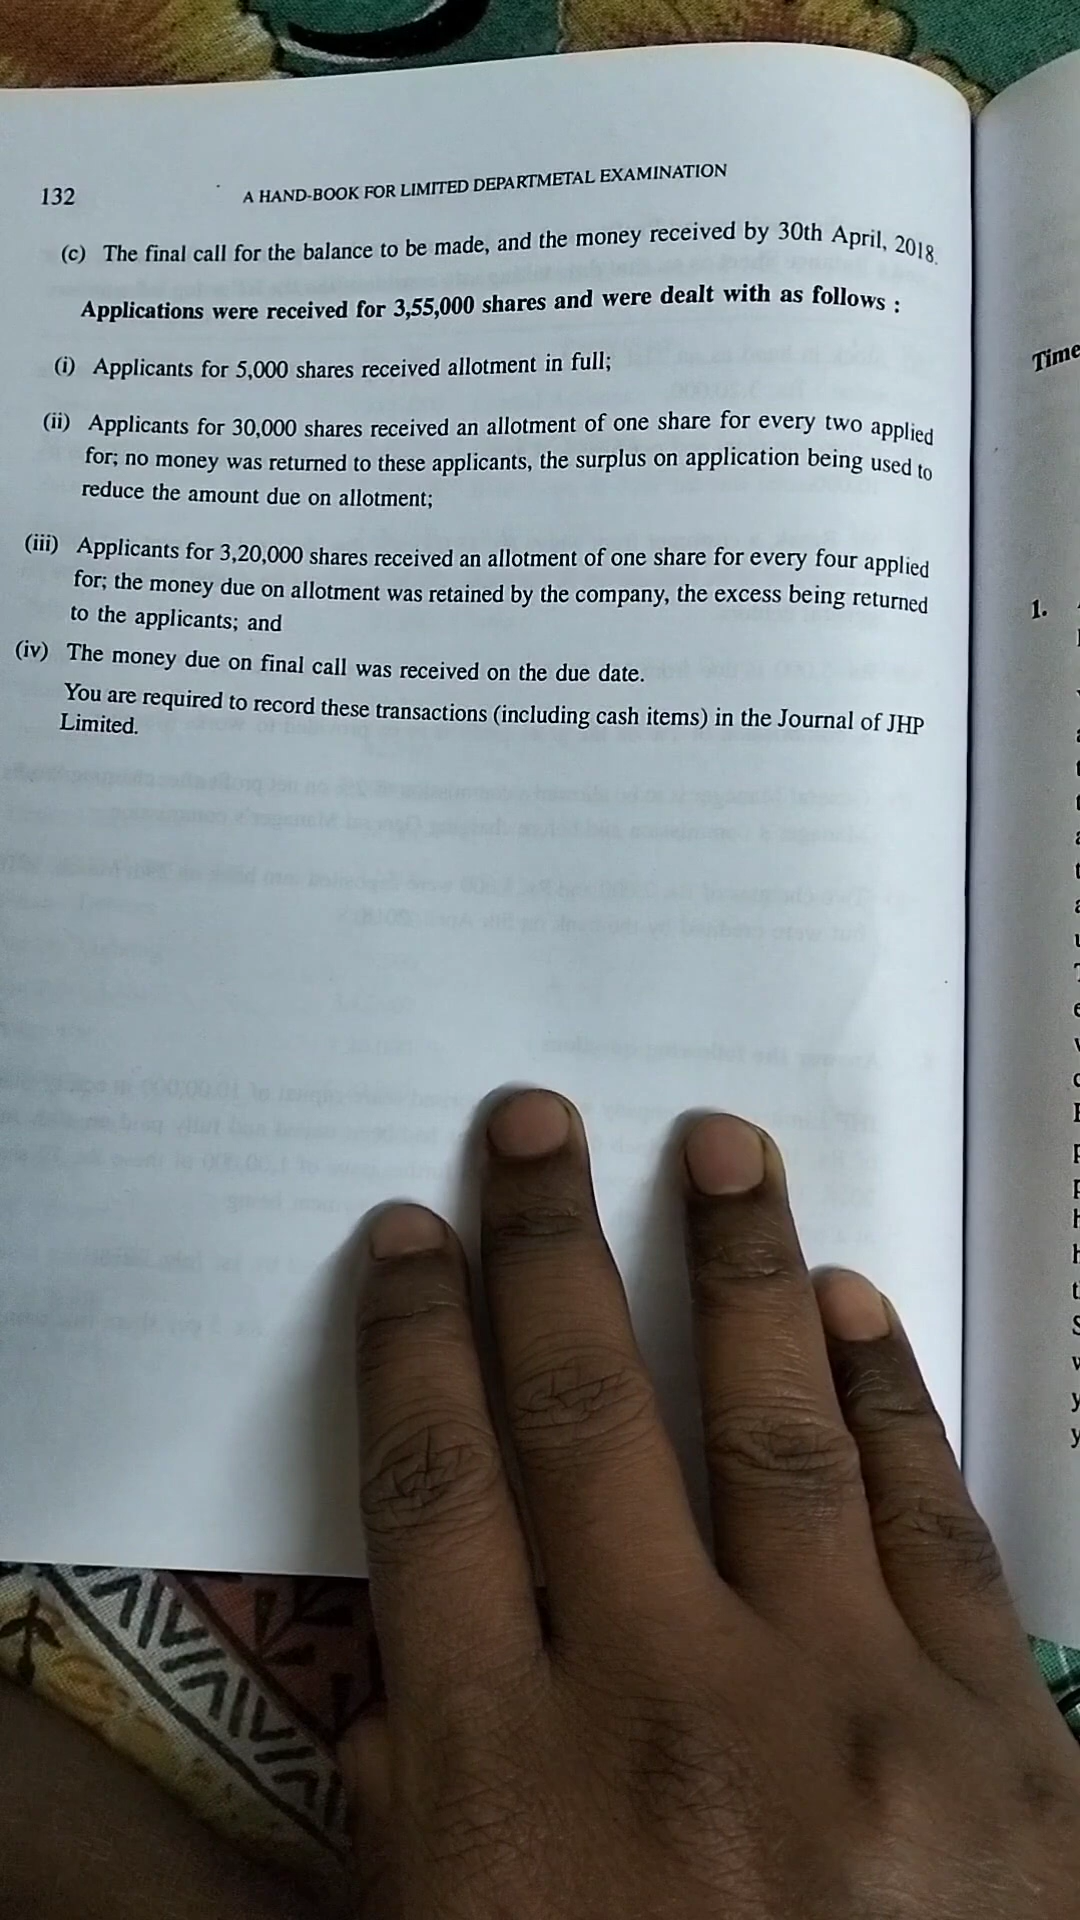 132
A HAND-BOOK FOR LIMITED DEPARTMETAL EXAMINATION
(c) The final call for the balance to be made, and the money received by 30th April, 2018.
Applications were received for 3,55,000 shares and were dealt with as follows :
(i) Applicants for 5,000 shares received allotment in full;
(ii) Applicants for 30,000 shares received an allotment of one share for every two applied
for; no money was returned to these applicants, the surplus on application being used to
reduce the amount due on allotment;
(iii) Applicants for 3,20,000 shares received an allotment of one share for every four applied
for; the money due on allotment was retained by the company, the excess being returned
to the applicants; and
(iv) The money due on final call was received on the due date.
You are required to record these transactions (including cash items) in the Journal of JHP
Limited.
Time
1.